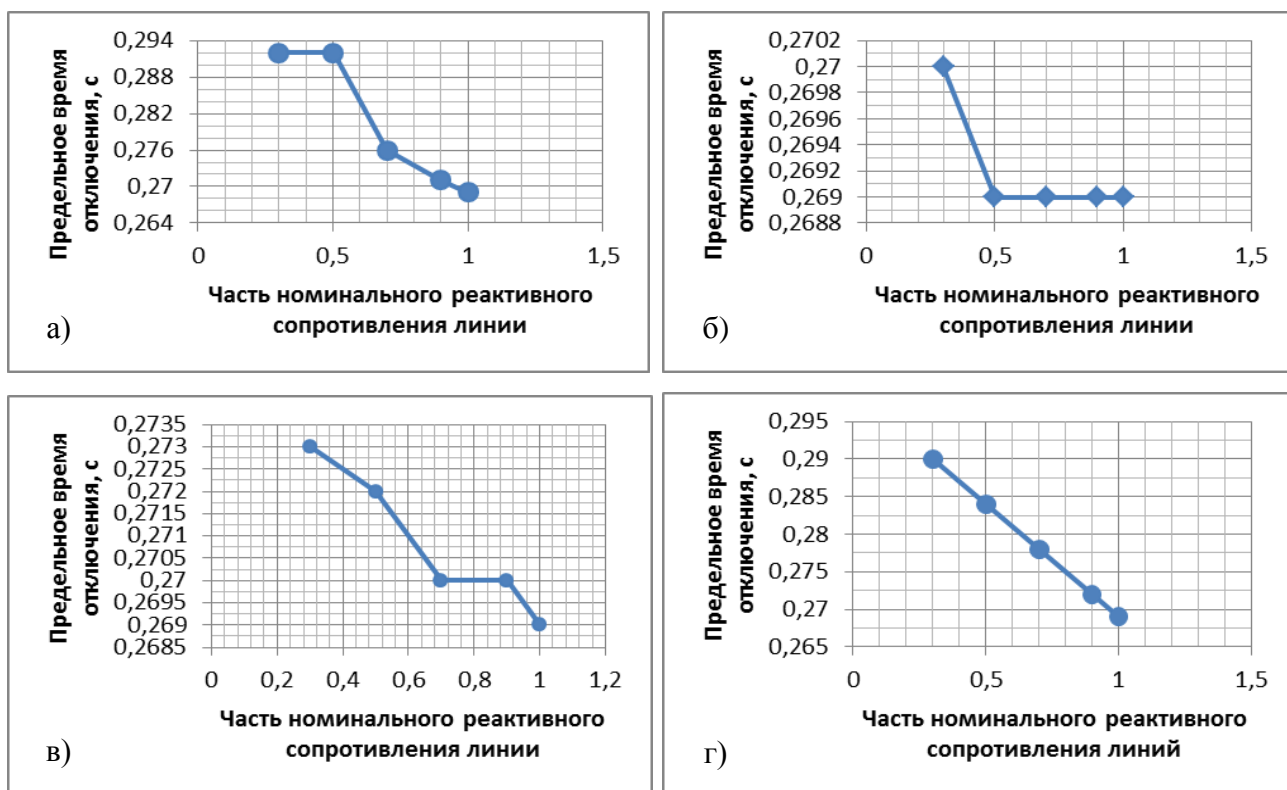 Предельное время
отключения, с
0,294
0,288
0,282
0,276
0,27
0,264
0 0,5 1 1,5
Часть номинального реактивного
сопротивления линии
а)
Предельное время
отключения, с
0,2702
0,27
0,2698
0,2696
0,2694
0,2692
0,269
0,2688
0 0,5 1 1,5
Часть номинального реактивного
сопротивления линии
б)
Предельное время
отключения, с
0,2735
0,273
0,2725
0,272
0,2715
0,271
0,2705
0,27
0,2695
0,269
0,2685
0 0,2 0,4 0,6 0,8 1 1,2
Часть номинального реактивного
сопротивления линии
в)
Предельное время
отключения, с
0,295
0,29
0,285
0,28
0,275
0,27
0,265
0 0,5 1 1,5
Часть номинального реактивного
сопротивления линий
г)